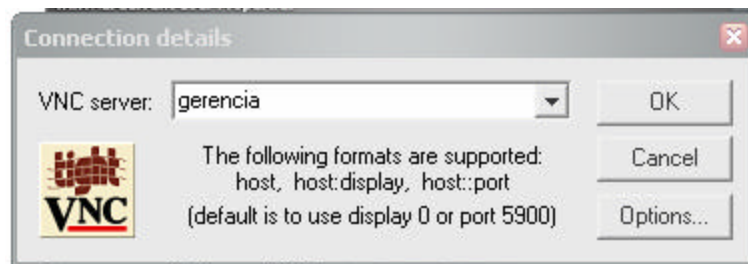 Connection details
VNC server: gerencia OK
The following formats are supported: Cancel
host, host:display, host::port
(default is to use display 0 or port 5900) Options...
tight
VNC